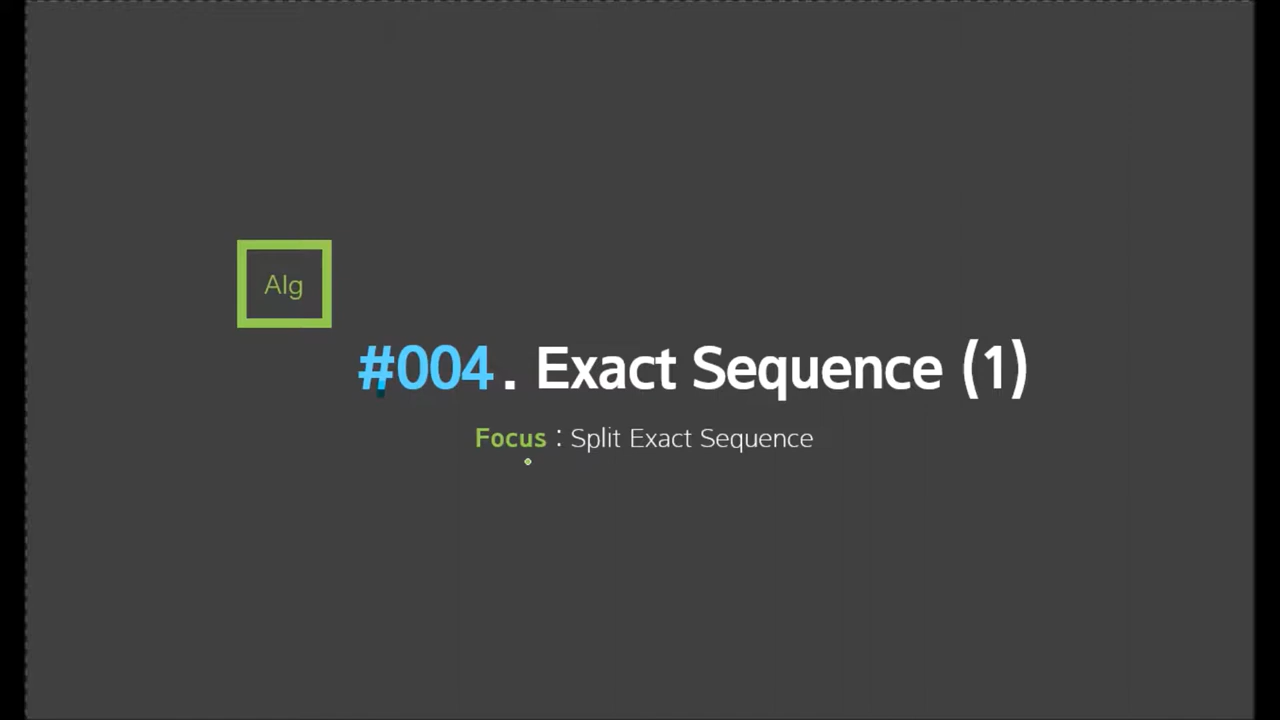 Alg
#004. Exact Sequence (1)
Focus : Split Exact Sequence